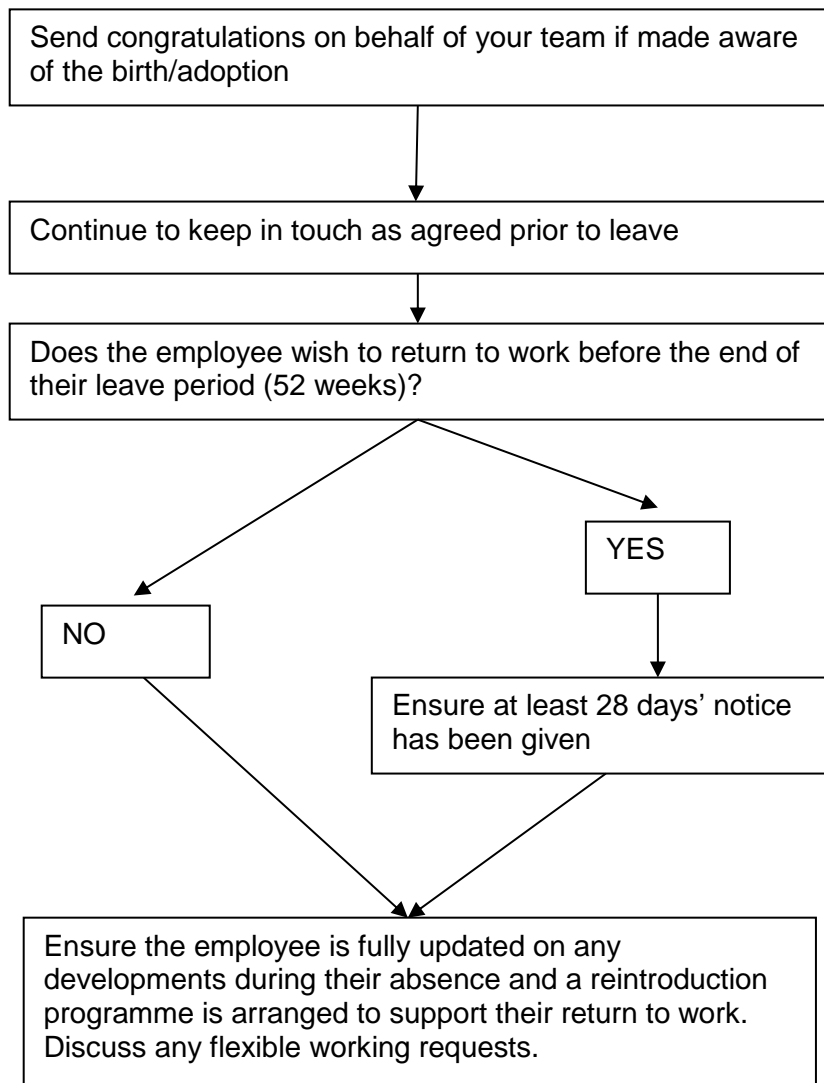 Send congratulations on behalf of your team if made aware
of the birth/adoption
Continue to keep in touch as agreed prior to leave
Does the employee wish to return to work before the end of
their leave period (52 weeks)?
YES
NO
Ensure at least 28 days’ notice
has been given
Ensure the employee is fully updated on any
developments during their absence and a reintroduction
programme is arranged to support their return to work.
Discuss any flexible working requests.